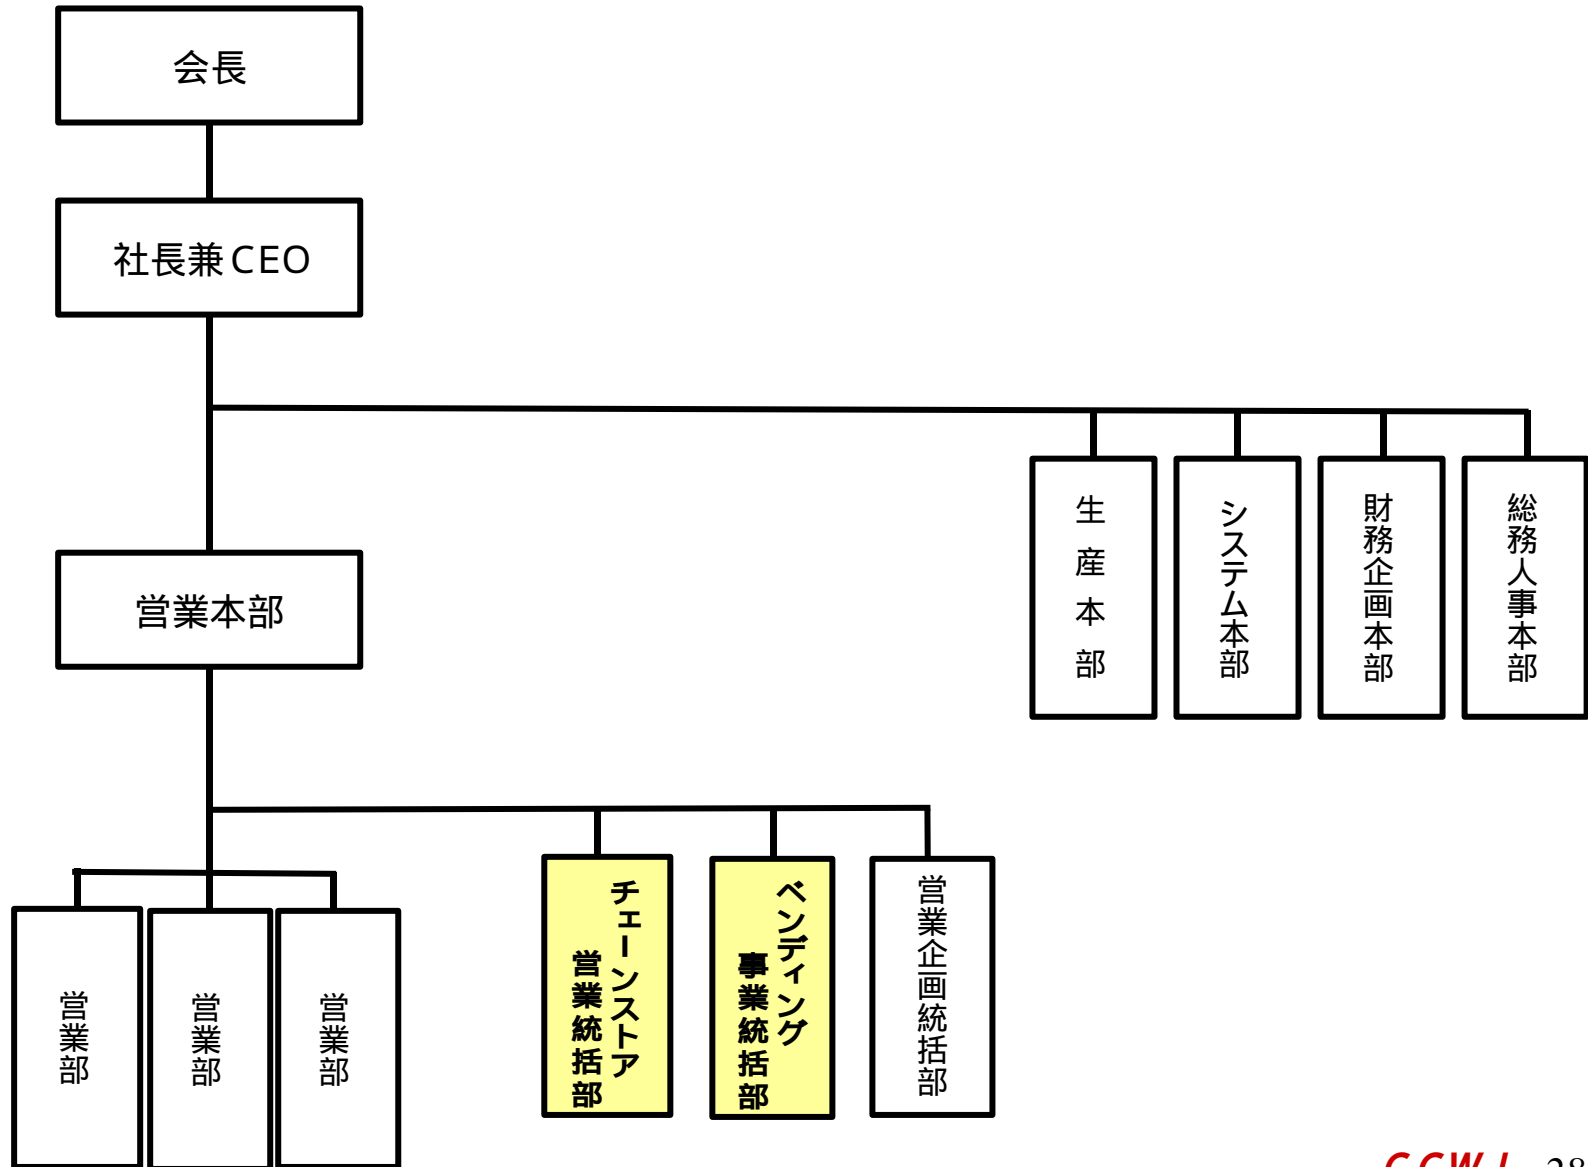 会長
社長兼CEO
生産本部
システム本部
財務企画本部
総務人事本部
営業本部
チェーンストア
営業統括部
ベンディング
事業統括部
営業企画統括部
営業部
営業部
営業部